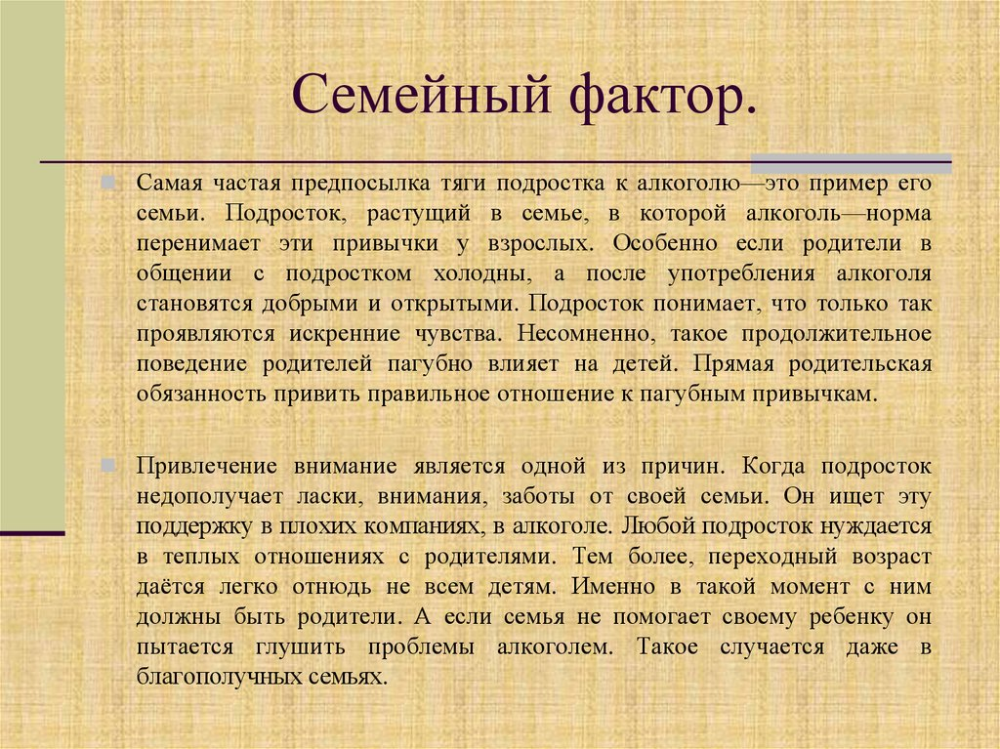 Семейный фактор.
Самая частая предпосылка тяги подростка к алкоголю—это пример его
семьи. Подросток, растущий в семье, в которой алкоголь—норма
перенимает эти привычки у взрослых. Особенно если родители в
общении с подростком холодны, а после употребления алкоголя
становятся добрыми и открытыми. Подросток понимает, что только так
проявляются искренние чувства. Несомненно, такое продолжительное
поведение родителей пагубно влияет на детей. Прямая родительская
обязанность привить правильное отношение к пагубным привычкам.
Привлечение внимание является одной из причин. Когда подросток
недополучает ласки, внимания, заботы от своей семьи. Он ищет эту
поддержку в плохих компаниях, в алкоголе. Любой подросток нуждается
в теплых отношениях с родителями. Тем более, переходный возраст
даётся легко отнюдь не всем детям. Именно в такой момент с ним
должны быть родители. А если семья не помогает своему ребенку он
пытается глушить проблемы алкоголем. Такое случается даже в
благополучных семьях.